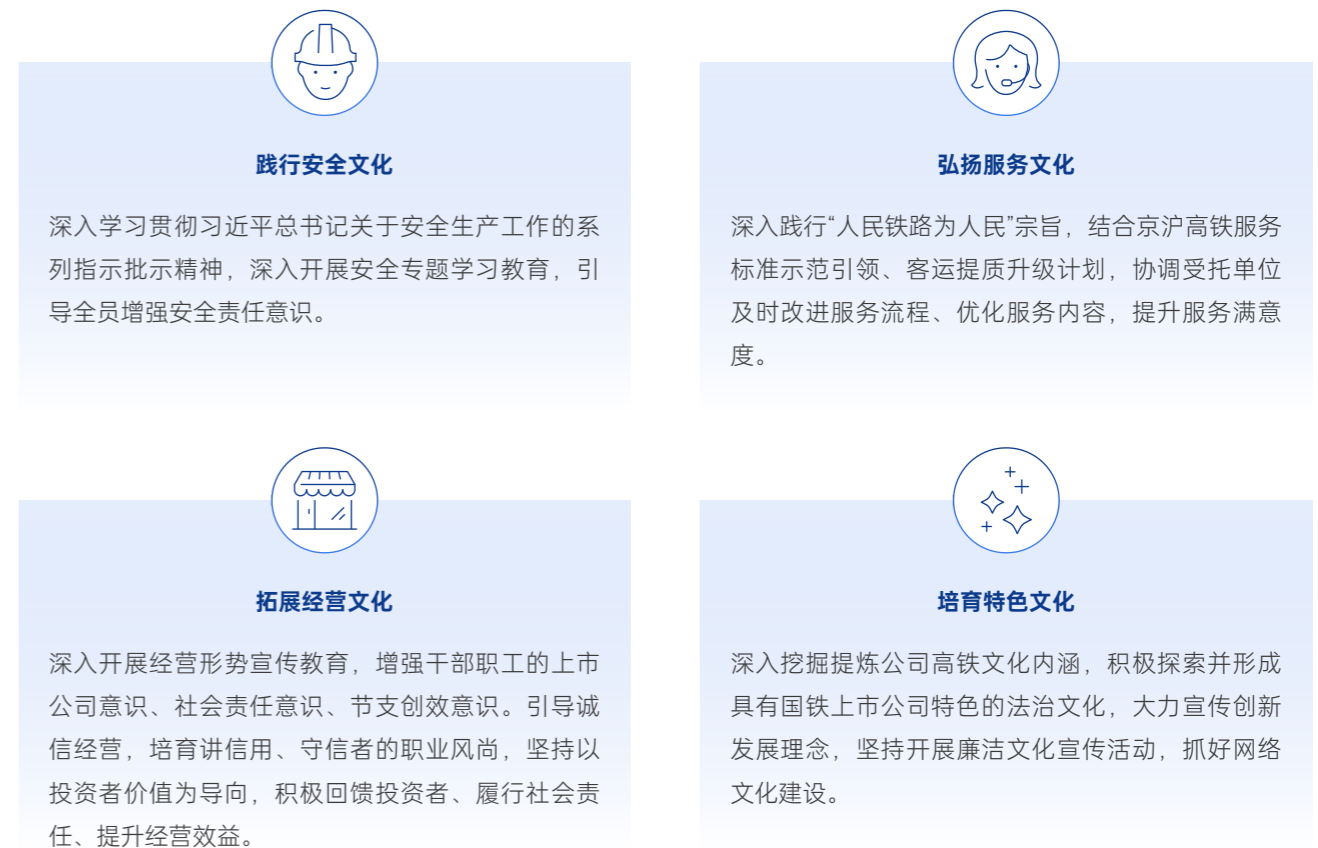 践行安全文化
深入学习贯彻习近平总书记关于安全生产工作的系
列指示批示精神，深入开展安全专题学习教育，引
导全员增强安全责任意识。
弘扬服务文化
深入践行“人民铁路为人民”宗旨，结合京沪高铁服务
标准示范引领、客运提质升级计划，协调受托单位
及时改进服务流程、优化服务内容，提升服务满意
度。
拓展经营文化
深入开展经营形势宣传教育，增强干部职工的上市
公司意识、社会责任意识、节支创效意识。引导诚
信经营，培育讲信用、守信者的职业风尚，坚持以
投资者价值为导向，积极回馈投资者、履行社会责
任、提升经营效益。
培育特色文化
深入挖掘提炼公司高铁文化内涵，积极探索并形成
具有国铁上市公司特色的法治文化，大力宣传创新
发展理念，坚持开展廉洁文化宣传活动，抓好网络
文化建设。